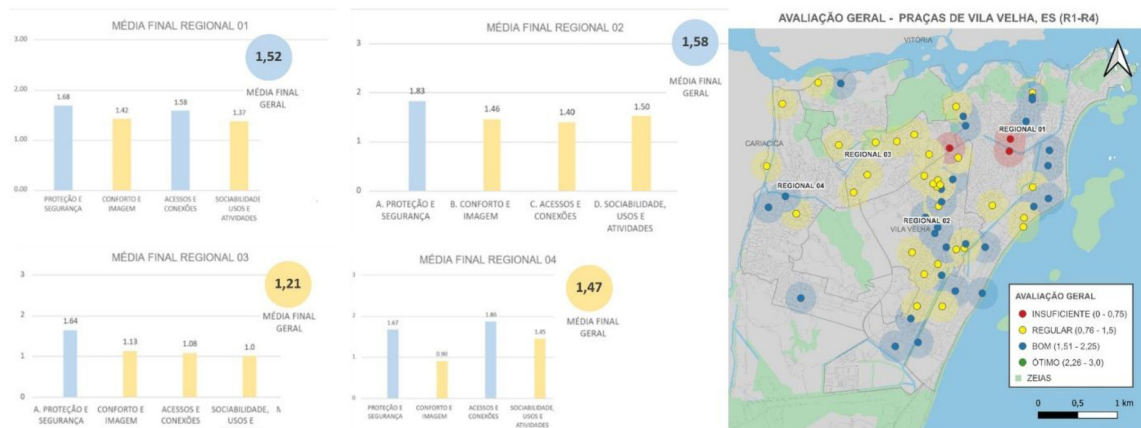 MÉDIA FINAL REGIONAL 01
3.00
2.00
1.00
0.00
1.68
1.42
1.58
1.37
1,52
MÉDIA FINAL
GERAL
PROTEÇÃO E
SEGURANÇA
CONFORTO E
IMAGEM
ACESSOS E
CONEXÕES
SOCIABILIDADE
USOS E
ATIVIDADES
MÉDIA FINAL REGIONAL 02
3
2
1
0
1.83
1.46
1.40
1.50
1,58
MÉDIA FINAL
GERAL
A. PROTEÇÃO E
SEGURANÇA
B. CONFORTO E
IMAGEM
C. ACESSOS E
CONEXÕES
D. SOCIABILIDADE,
USOS E
ATIVIDADES
MÉDIA FINAL REGIONAL 03
3
2
1
0
1.64
1.13
1.08
1.0
1,21
MÉDIA FINAL
GERAL
A. PROTEÇÃO E
SEGURANÇA
CONFORTO E
IMAGEM
ACESSOS E
CONEXÕES
SOCIABILIDADE,
USOS E
MÉDIA FINAL REGIONAL 04
3
2
1
0
1.67
0.90
1.86
1.45
1,47
MÉDIA FINAL
GERAL
PROTEÇÃO E
SEGURANÇA
CONFORTO E
IMAGEM
ACESSOS E
CONEXÕES
SOCIABILIDADE,
USOS E
ATIVIDADES
AVALIAÇÃO GERAL - PRAÇAS DE VILA VELHA, ES (R1-R4)
VITÓRIA
REGIONAL 01
CARIACICA
REGIONAL 03
REGIONAL 04
REGIONAL 02
VILA VELHA
AVALIAÇÃO GERAL
INSUFICIENTE (0 - 0.75)
REGULAR (0,76 - 1,5)
BOM (1,51 - 2,25)
ÓTIMO (2,26 - 3,0)
ZEIAS
0 0,5 1 km